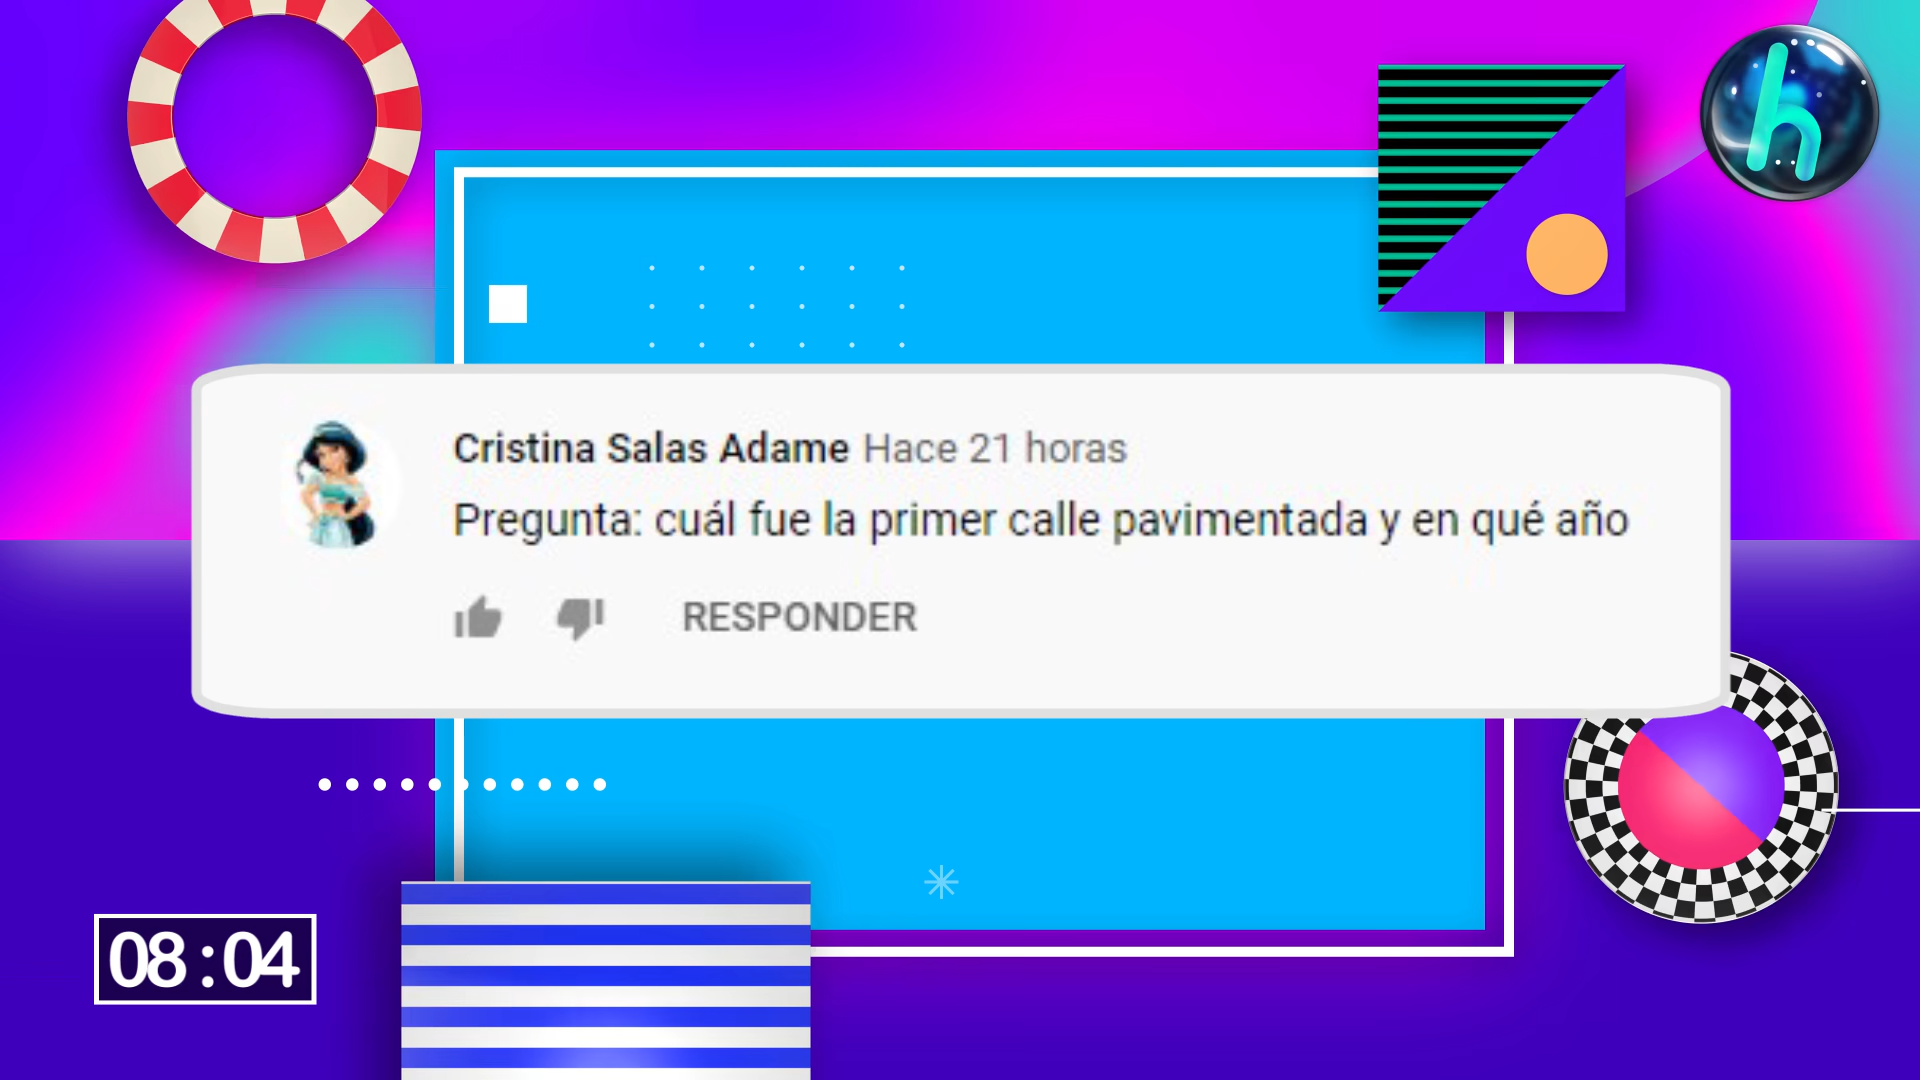 h
Cristina Salas Adame Hace 21 horas
Pregunta: cuál fue la primer calle pavimentada y en qué año
RESPONDER
08:04